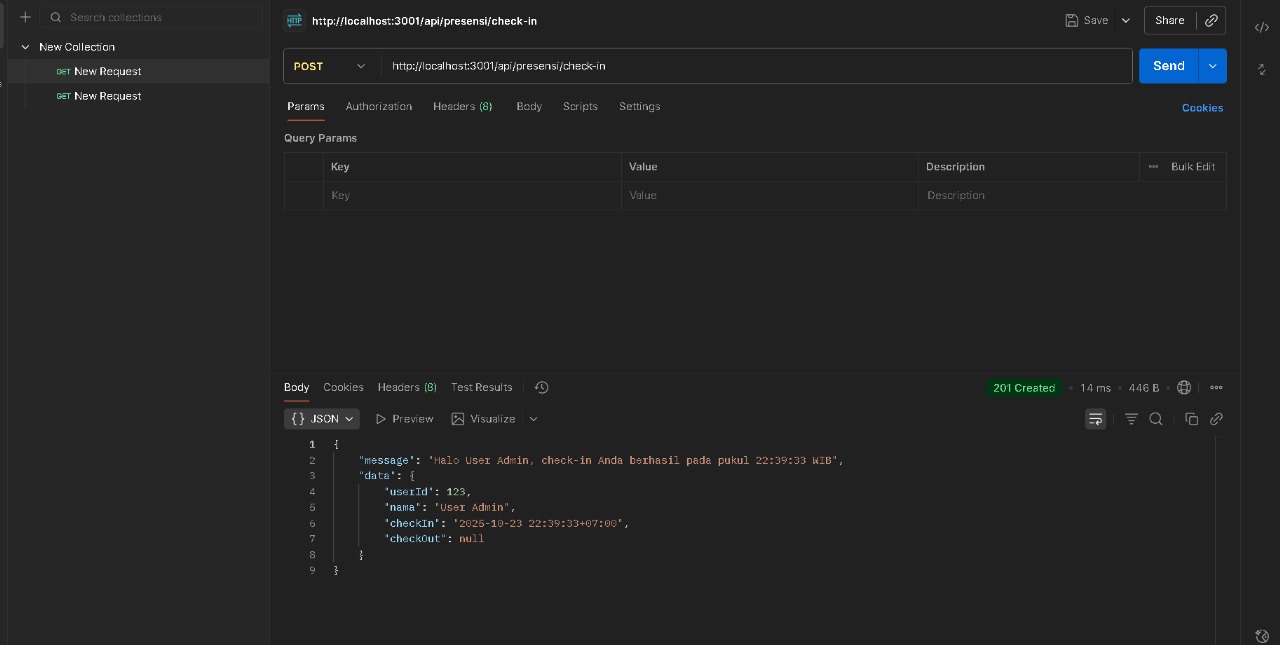 Search collections
New Collection
GET New Request
GET New Request
HTTP http://localhost:3001/api/presensi/check-in
Save
Share
POST
http://localhost:3001/api/presensi/check-in
Send
Params Authorization Headers (8) Body Scripts Settings
Cookies
Query Params
Key Value Description Bulk Edit
Key Value Description
Body Cookies Headers (8) Test Results
201 Created • 14 ms • 446 B
{} JSON Preview Visualize
1 {
2 "message": "Halo User Admin, check-in Anda berhasil pada pukul 22:39:33 WIB",
3 "data": {
4 "userId": 123,
5 "nama": "User Admin",
6 "checkIn": "2025-10-23 22:39:33+07:00",
7 "checkOut": null
8 }
9 }